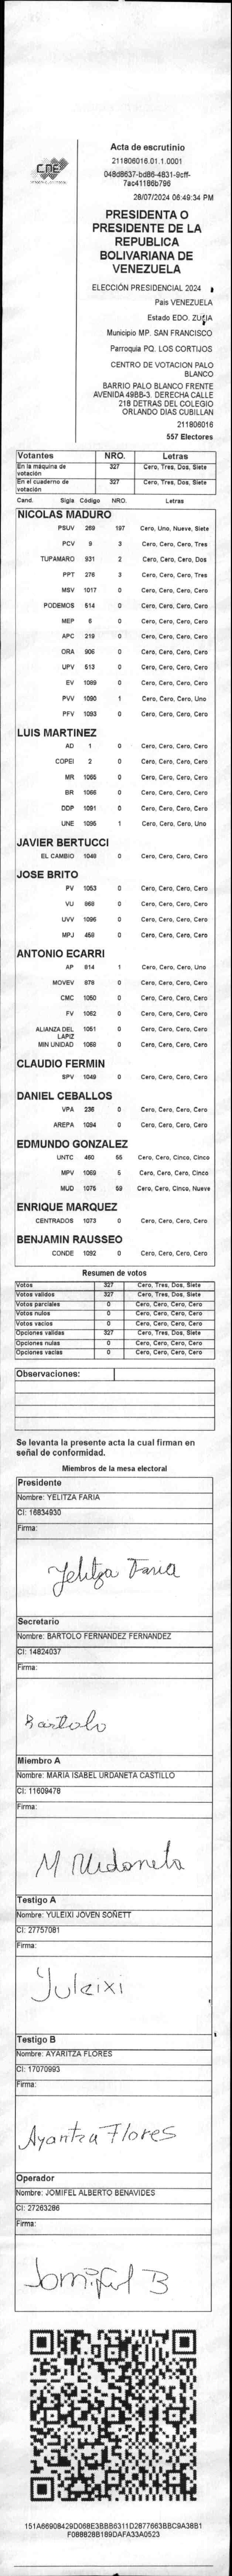 CNE
Acta de escrutinio
211806016.01.1.0001
048d8637-bd86-4831-9cff-
7ac41186b796
28/07/2024 06:49:34 PM
PRESIDENTA O
PRESIDENTE DE LA
REPUBLICA
BOLIVARIANA DE
VENEZUELA
ELECCIÓN PRESIDENCIAL 2024
Pais VENEZUELA
Estado EDO. ZULIA
Municipio MP. SAN FRANCISCO
Parroquia PQ. LOS CORTIJOS
CENTRO DE VOTACION PALO
BLANCO
BARRIO PALO BLANCO FRENTE
AVENIDA 49BB-3. DERECHA CALLE
218 DETRAS DEL COLEGIO
ORLANDO DIAS CUBILLAN
211806016
557 Electores
Votantes NRO. Letras
En la máquina de votación 327 Cero, Tres, Dos, Siete
En el cuaderno de votación 327 Cero, Tres, Dos, Siete
Cand. Sigla Código NRO. Letras
NICOLAS MADURO
PSUV 269 197 Cero, Uno, Nueve, Siete
PCV 9 3 Cero, Cero, Cero, Tres
TUPAMARO 931 2 Cero, Cero, Cero, Dos
PPT 276 3 Cero, Cero, Cero, Tres
MSV 1017 0 Cero, Cero, Cero, Cero
PODEMOS 514 0 Cero, Cero, Cero, Cero
MEP 6 0 Cero, Cero, Cero, Cero
APC 219 0 Cero, Cero, Cero, Cero
ORA 906 0 Cero, Cero, Cero, Cero
UPV 513 0 Cero, Cero, Cero, Cero
EV 1089 0 Cero, Cero, Cero, Cero
PVV 1090 1 Cero, Cero, Cero, Uno
PFV 1093 0 Cero, Cero, Cero, Cero
LUIS MARTINEZ
AD 1 0 Cero, Cero, Cero, Cero
COPEI 2 0 Cero, Cero, Cero, Cero
MR 1065 0 Cero, Cero, Cero, Cero
BR 1066 0 Cero, Cero, Cero, Cero
DDP 1091 0 Cero, Cero, Cero, Cero
UNE 1095 1 Cero, Cero, Cero, Uno
JAVIER BERTUCCI
EL CAMBIO 1048 0 Cero, Cero, Cero, Cero
JOSE BRITO
PV 1053 0 Cero, Cero, Cero, Cero
VU 868 0 Cero, Cero, Cero, Cero
UVV 1096 0 Cero, Cero, Cero, Cero
MPJ 458 0 Cero, Cero, Cero, Cero
ANTONIO ECARRI
AP 814 1 Cero, Cero, Cero, Uno
MOVEV 878 0 Cero, Cero, Cero, Cero
CMC 1050 0 Cero, Cero, Cero, Cero
FV 1062 0 Cero, Cero, Cero, Cero
ALIANZA DEL LAPIZ 1051 0 Cero, Cero, Cero, Cero
MIN UNIDAD 1068 0 Cero, Cero, Cero, Cero
CLAUDIO FERMIN
SPV 1049 0 Cero, Cero, Cero, Cero
DANIEL CEBALLOS
VPA 236 0 Cero, Cero, Cero, Cero
AREPA 1094 0 Cero, Cero, Cero, Cero
EDMUNDO GONZALEZ
UNTC 460 55 Cero, Cero, Cinco, Cinco
MPV 1069 5 Cero, Cero, Cero, Cinco
MUD 1075 59 Cero, Cero, Cinco, Nueve
ENRIQUE MARQUEZ
CENTRADOS 1073 0 Cero, Cero, Cero, Cero
BENJAMIN RAUSSEO
CONDE 1092 0 Cero, Cero, Cero, Cero
Resumen de votos
Votos 327 Cero, Tres, Dos, Siete
Votos validos 327 Cero, Tres, Dos, Siete
Votos parciales 0 Cero, Cero, Cero, Cero
Votos nulos 0 Cero, Cero, Cero, Cero
Votos vacios 0 Cero, Cero, Cero, Cero
Opciones validas 327 Cero, Tres, Dos, Siete
Opciones nulas 0 Cero, Cero, Cero, Cero
Opciones vacias 0 Cero, Cero, Cero, Cero
Observaciones:
Se levanta la presente acta la cual firman en
señal de conformidad.
Miembros de la mesa electoral
Presidente
Nombre: YELITZA FARIA
CI: 16834930
Firma:
Yelitza Faria
Secretario
Nombre: BARTOLO FERNANDEZ FERNANDEZ
CI: 14824037
Firma:
Bartolo
Miembro A
Nombre: MARIA ISABEL URDANETA CASTILLO
CI: 11609478
Firma:
M Urdaneta
Testigo A
Nombre: YULEIXI JOVEN SOÑETT
CI: 27757081
Firma:
Yuleixi
Testigo B
Nombre: AYARITZA FLORES
CI: 17070993
Firma:
Ayaritza Flores
Operador
Nombre: JOMIFEL ALBERTO BENAVIDES
CI: 27263286
Firma:
Jomifel B
151A66908429D068E3BBB6311D2877663BBC9A38B1
F088828B189DAFA33A0523